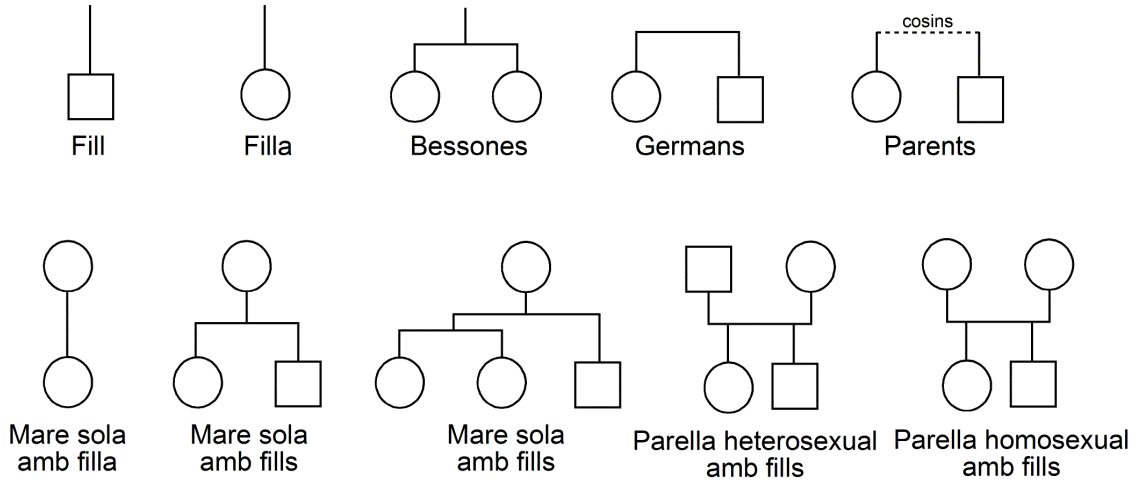 cosins
Fill
Filla
Bessones
Germans
Parents
Mare sola
amb filla
Mare sola
amb fills
Mare sola
amb fills
Parella heterosexual
amb fills
Parella homosexual
amb fills